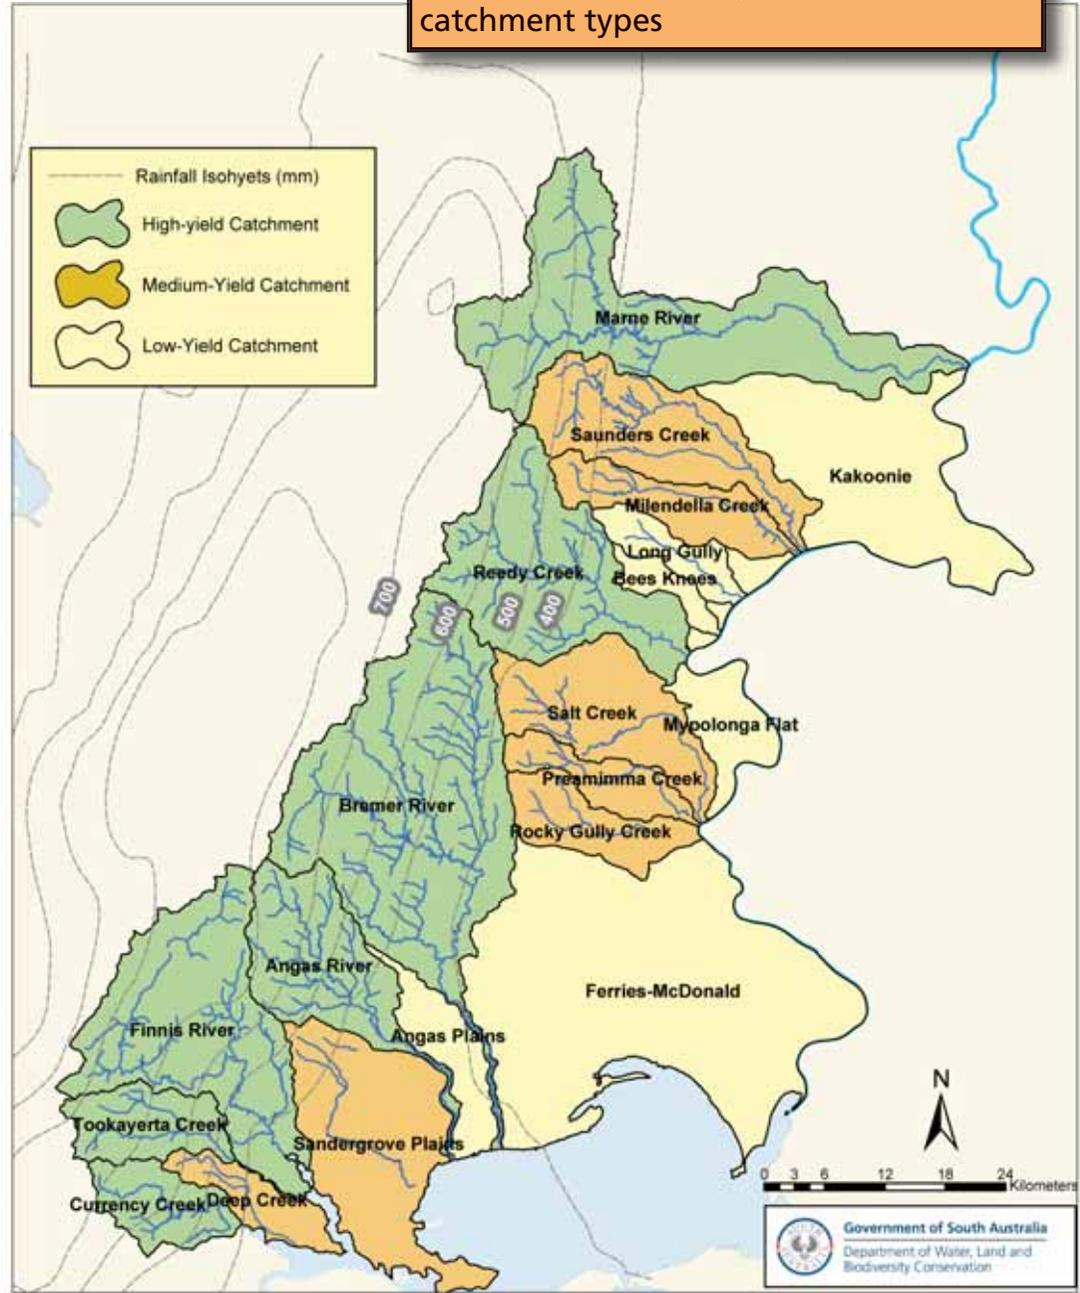 catchment types
Rainfall Isohyets (mm)
High-yield Catchment
Medium-Yield Catchment
Low-Yield Catchment
Marne River
Saunders Creek
Kakoonie
Milendella Creek
Long Gully
Bees Knees
Reedy Creek
700
600
500
400
Salt Creek
Mypolonga Flat
Preamimma Creek
Bremer River
Rocky Gully Creek
Angas River
Ferries-McDonald
Finnis River
Angas Plains
Tookayerta Creek
Sandergrove Plains
Currency Creek
Deep Creek
N
0 3 6 12 18 24
Kilometers
Government of South Australia
Department of Water, Land and
Biodiversity Conservation